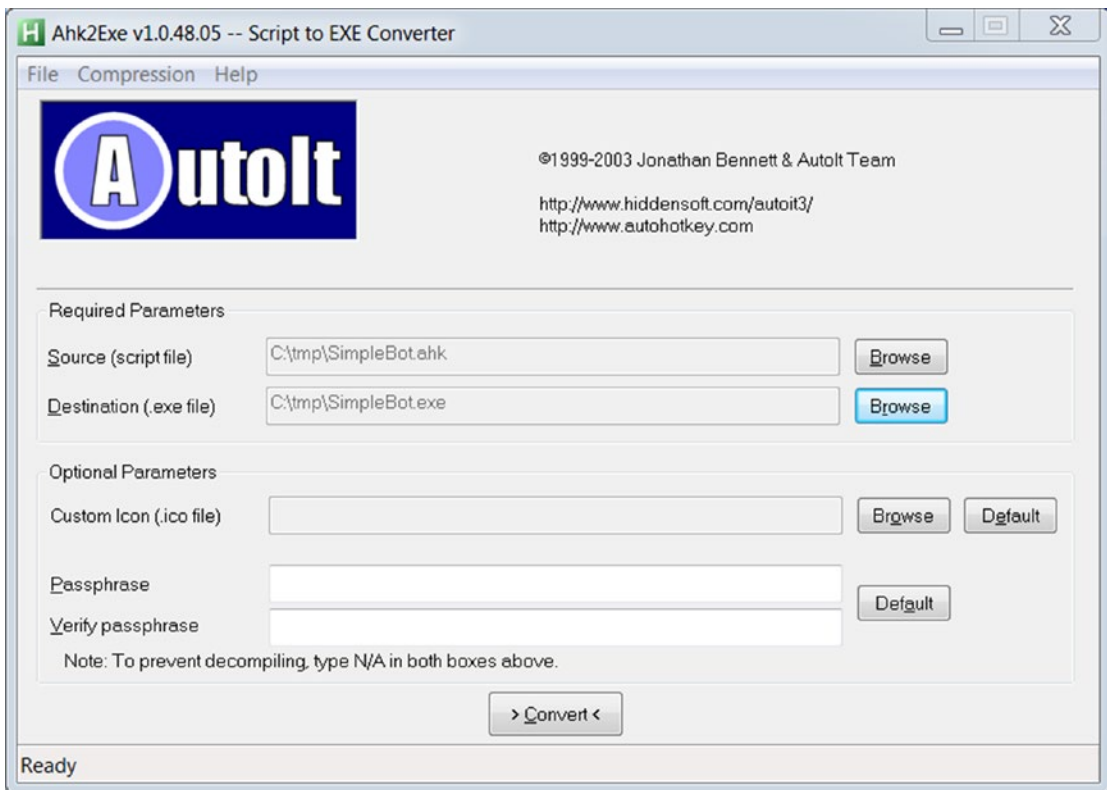 Ahk2Exe v1.0.48.05 -- Script to EXE Converter
File Compression Help
AutoIt
©1999-2003 Jonathan Bennett & AutoIt Team
http://www.hiddensoft.com/autoit3/
http://www.autohotkey.com
Required Parameters
Source (script file) C:\tmp\SimpleBot.ahk Browse
Destination (.exe file) C:\tmp\SimpleBot.exe Browse
Optional Parameters
Custom Icon (.ico file) Browse Default
Passphrase
Default
Verify passphrase
Note: To prevent decompiling, type N/A in both boxes above.
> Convert <
Ready